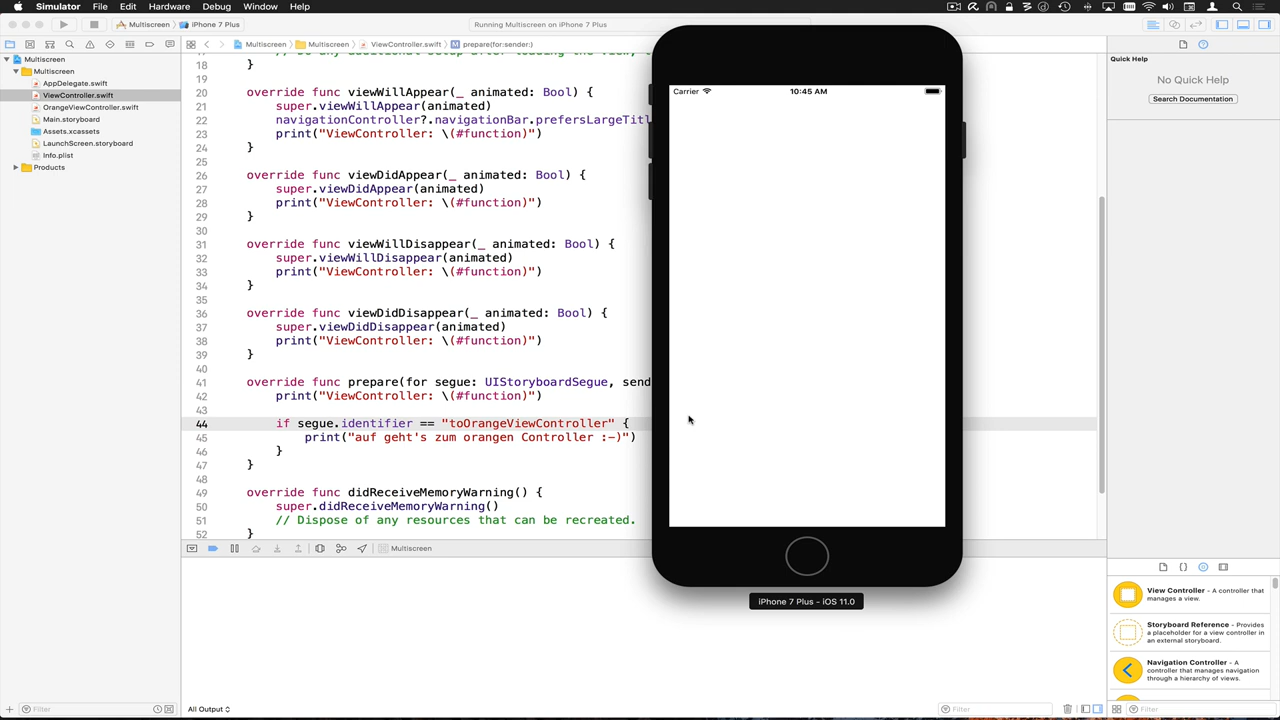 Simulator File Edit Hardware Debug Window Help
Multiscreen iPhone 7 Plus
Running Multiscreen on iPhone 7 Plus
Multiscreen Multiscreen ViewController.swift M prepare(for:sender:)
Multiscreen
Multiscreen
AppDelegate.swift
ViewController.swift
OrangeViewController.swift
Main.storyboard
Assets.xcassets
LaunchScreen.storyboard
Info.plist
Products
Filter
18 }
19
20 override func viewWillAppear(_ animated: Bool) {
21 super.viewWillAppear(animated)
22 navigationController?.navigationBar.prefersLargeTitl
23 print("ViewController: \(#function)")
24 }
25
26 override func viewDidAppear(_ animated: Bool) {
27 super.viewDidAppear(animated)
28 print("ViewController: \(#function)")
29 }
30
31 override func viewWillDisappear(_ animated: Bool) {
32 super.viewWillDisappear(animated)
33 print("ViewController: \(#function)")
34 }
35
36 override func viewDidDisappear(_ animated: Bool) {
37 super.viewDidDisappear(animated)
38 print("ViewController: \(#function)")
39 }
40
41 override func prepare(for segue: UIStoryboardSegue, send
42 print("ViewController: \(#function)")
43
44 if segue.identifier == "toOrangeViewController" {
45 print("auf geht's zum orangen Controller :-)")
46 }
47 }
48
49 override func didReceiveMemoryWarning() {
50 super.didReceiveMemoryWarning()
51 // Dispose of any resources that can be recreated.
52 }
Multiscreen
All Output
Filter
Carrier 10:45 AM
iPhone 7 Plus - iOS 11.0
Quick Help
No Quick Help
Search Documentation
View Controller - A controller that
manages a view.
Storyboard Reference - Provides
a placeholder for a view controller in
an external storyboard.
Navigation Controller - A
controller that manages navigation
through a hierarchy of views.
Filter